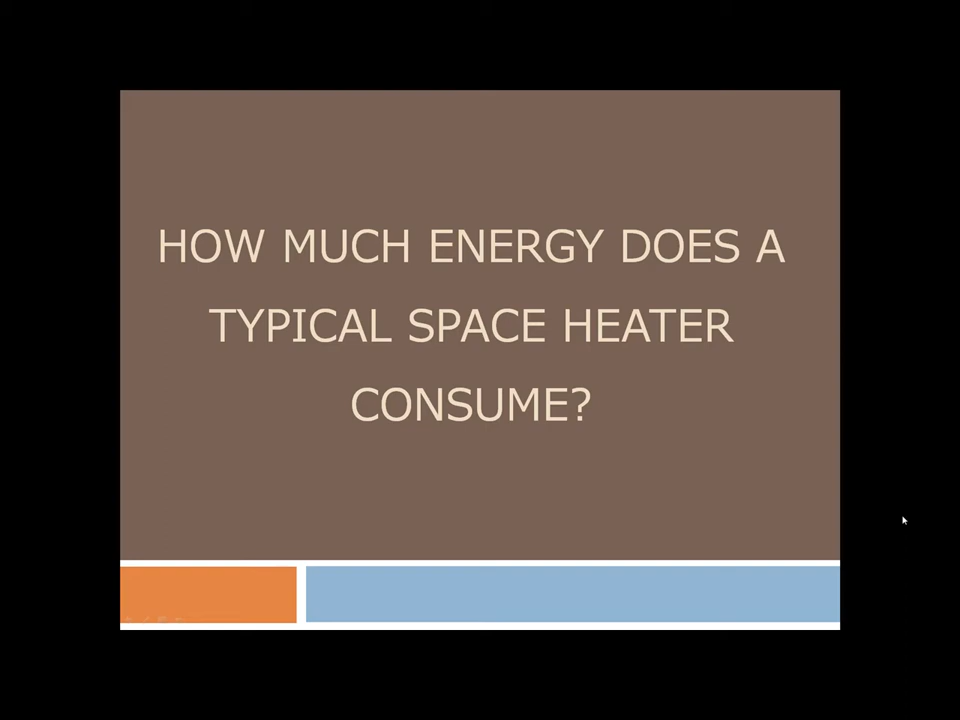 HOW MUCH ENERGY DOES A
TYPICAL SPACE HEATER
CONSUME?